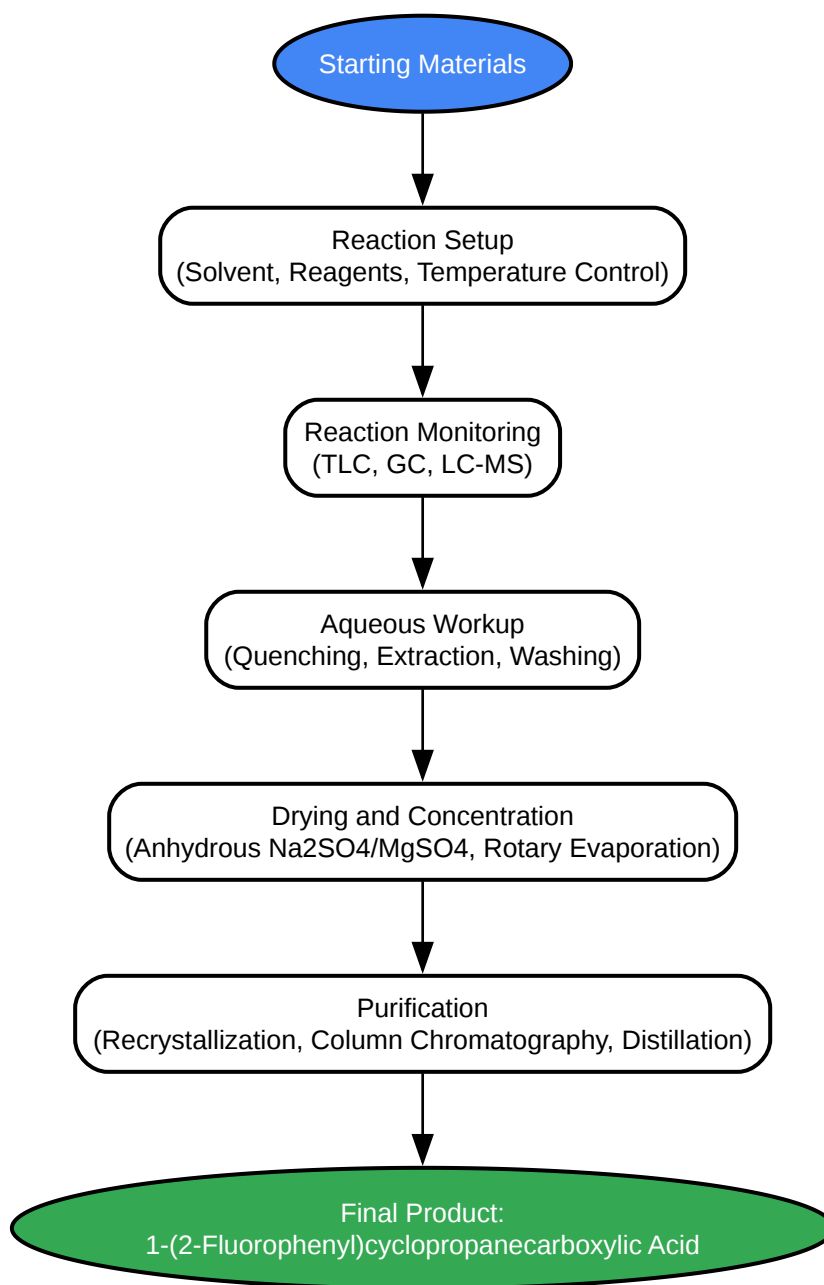 Starting Materials
Reaction Setup
(Solvent, Reagents, Temperature Control)
Reaction Monitoring
(TLC, GC, LC-MS)
Aqueous Workup
(Quenching, Extraction, Washing)
Drying and Concentration
(Anhydrous Na2SO4/MgSO4, Rotary Evaporation)
Purification
(Recrystallization, Column Chromatography, Distillation)
Final Product:
1-(2-Fluorophenyl)cyclopropanecarboxylic Acid